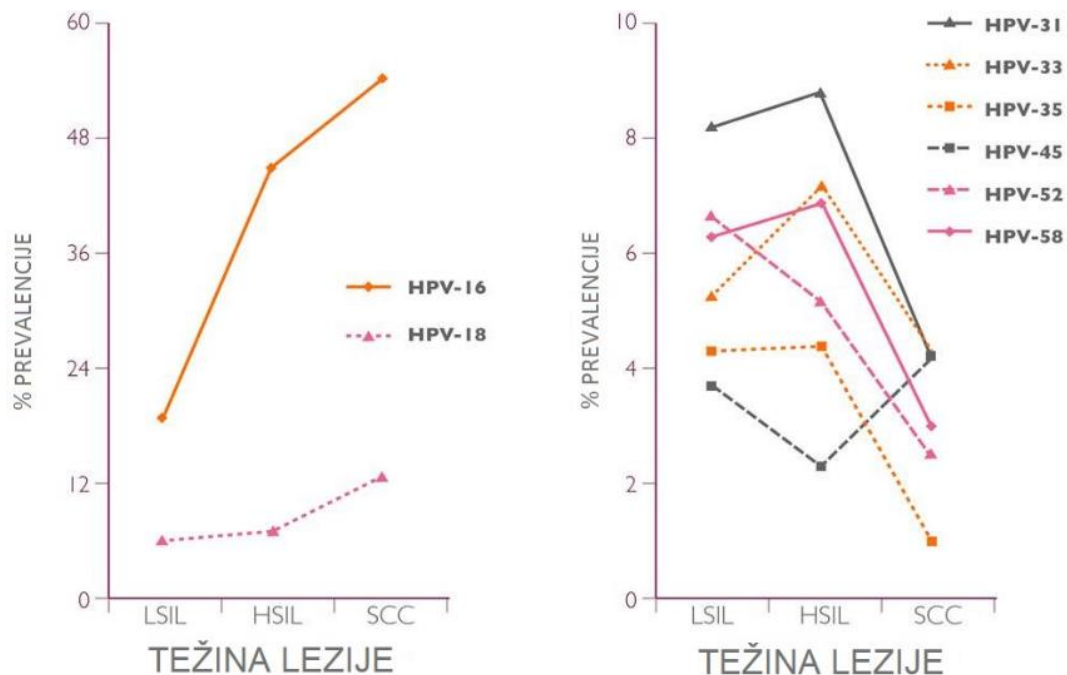 60
48
36
24
12
0
% PREVALENCIJE
HPV-16
HPV-18
LSIL HSIL SCC
TEŽINA LEZIJE
10
8
6
4
2
0
% PREVALENCIJE
HPV-31
HPV-33
HPV-35
HPV-45
HPV-52
HPV-58
LSIL HSIL SCC
TEŽINA LEZIJE